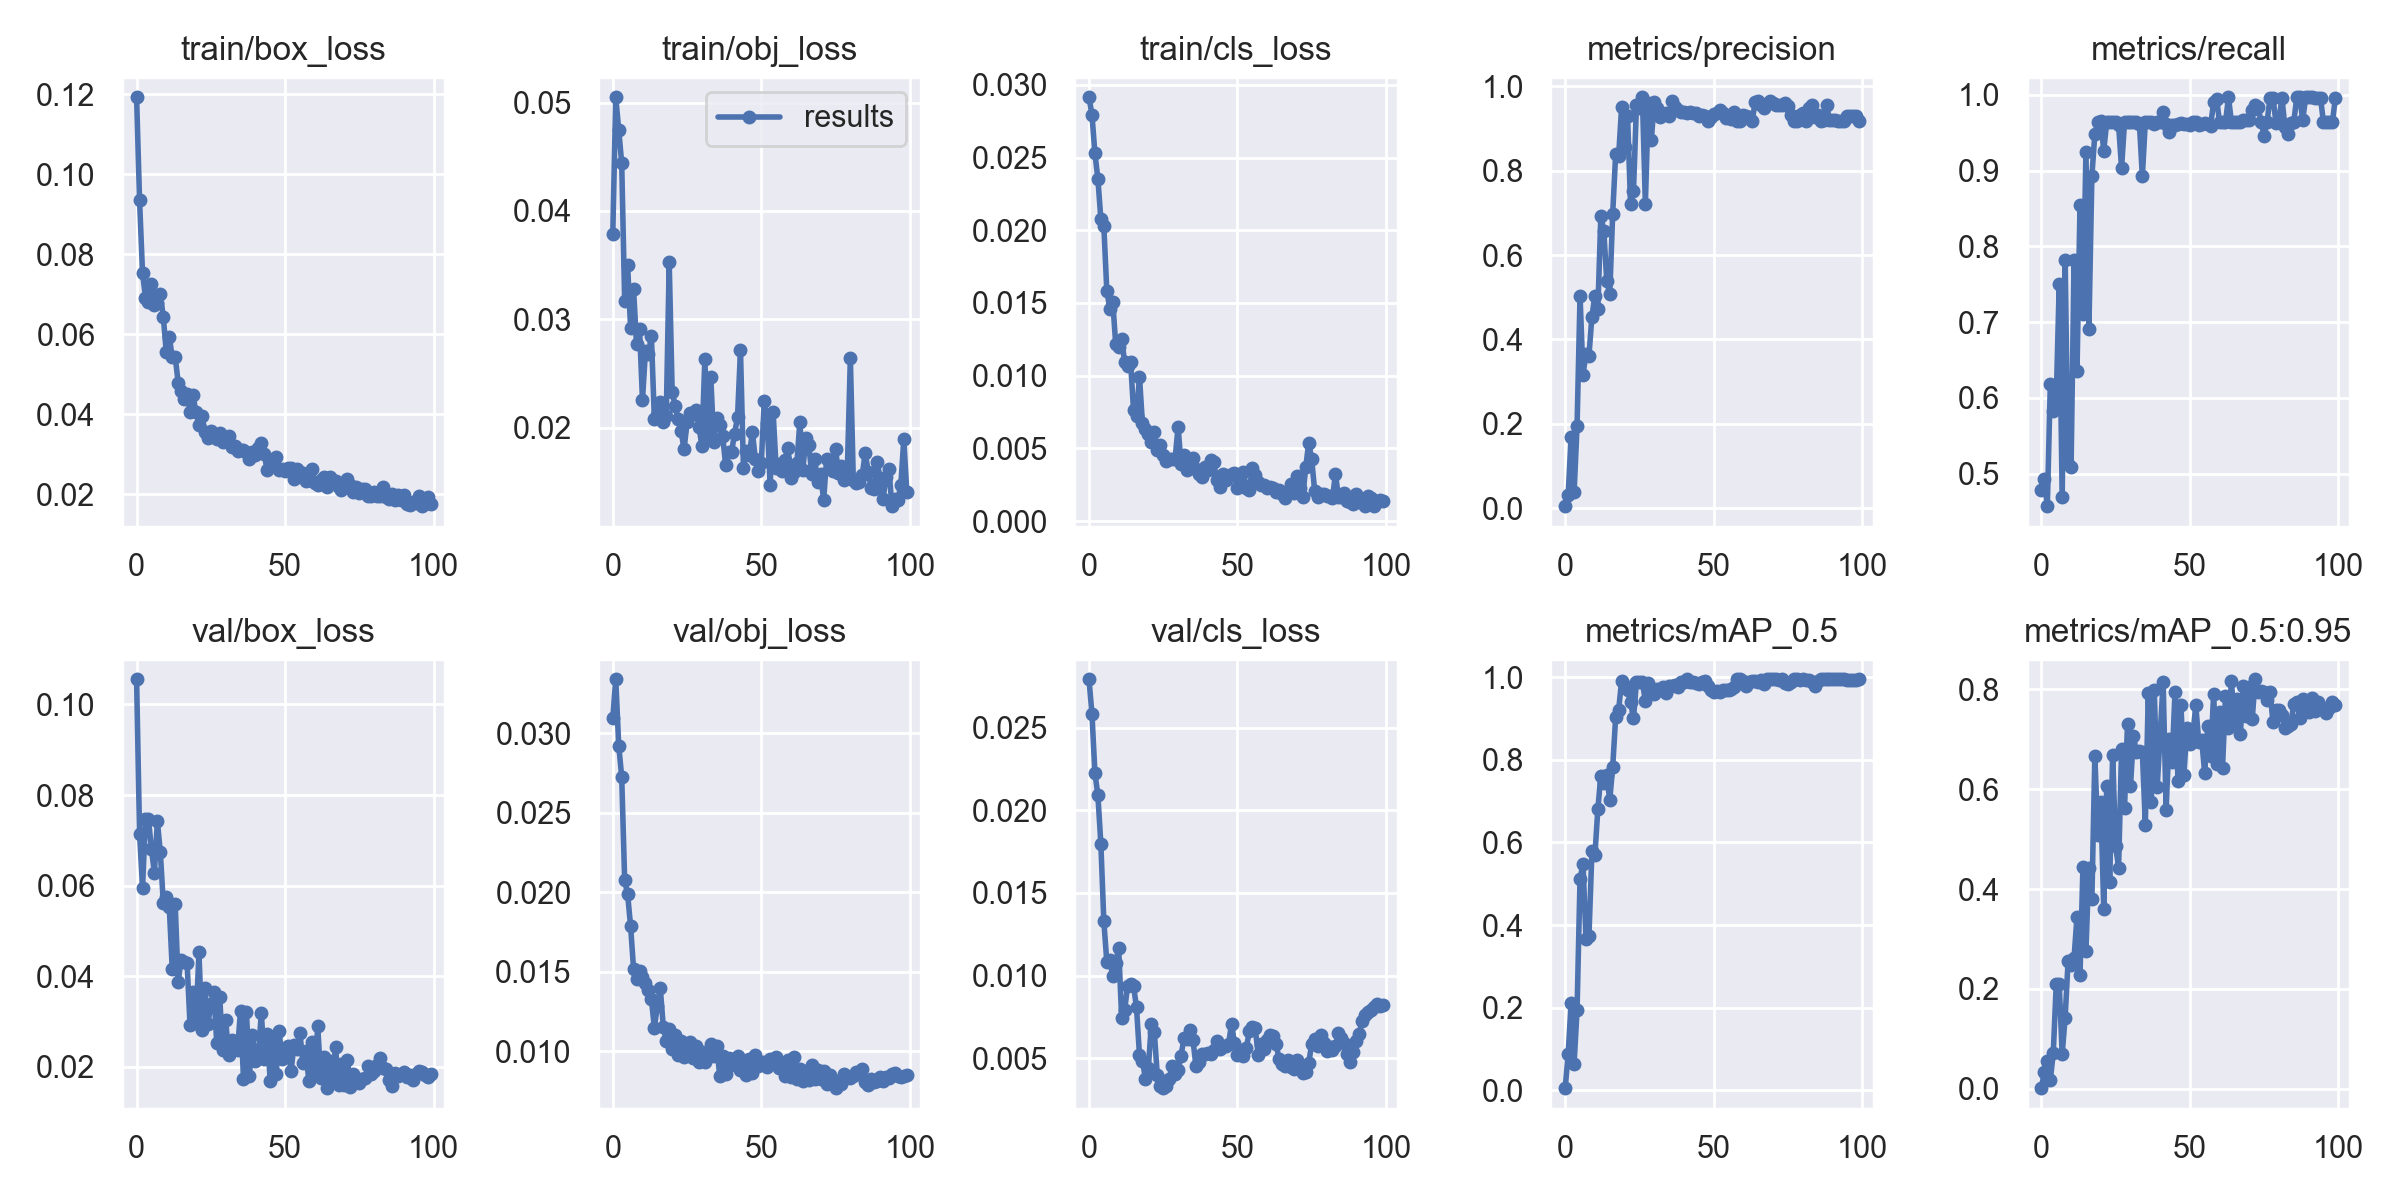 train/box_loss
0.12
0.10
0.08
0.06
0.04
0.02
0 50 100
train/obj_loss
results
0.05
0.04
0.03
0.02
0 50 100
train/cls_loss
0.030
0.025
0.020
0.015
0.010
0.005
0.000
0 50 100
metrics/precision
1.0
0.8
0.6
0.4
0.2
0.0
0 50 100
metrics/recall
1.0
0.9
0.8
0.7
0.6
0.5
0 50 100
val/box_loss
0.10
0.08
0.06
0.04
0.02
0 50 100
val/obj_loss
0.030
0.025
0.020
0.015
0.010
0 50 100
val/cls_loss
0.025
0.020
0.015
0.010
0.005
0 50 100
metrics/mAP_0.5
1.0
0.8
0.6
0.4
0.2
0.0
0 50 100
metrics/mAP_0.5:0.95
0.8
0.6
0.4
0.2
0.0
0 50 100